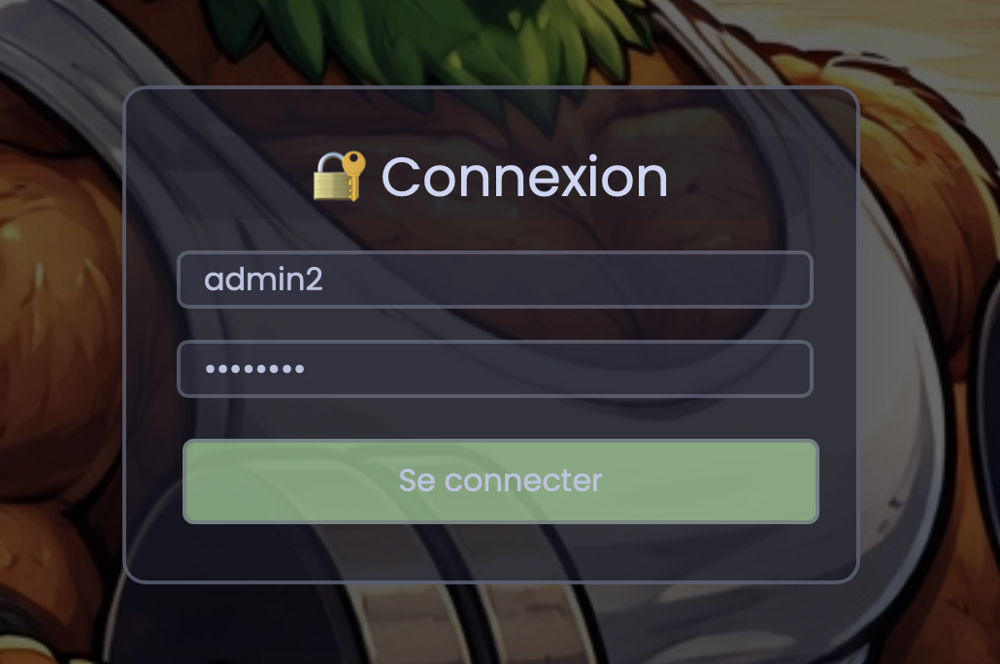 🔐 Connexion
admin2
••••••••
Se connecter